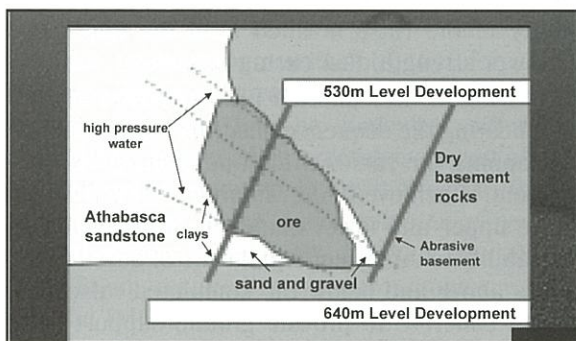 530m Level Development
high pressure
water
Dry
basement
rocks
Athabasca
sandstone
clays
ore
Abrasive
basement
sand and gravel
640m Level Development